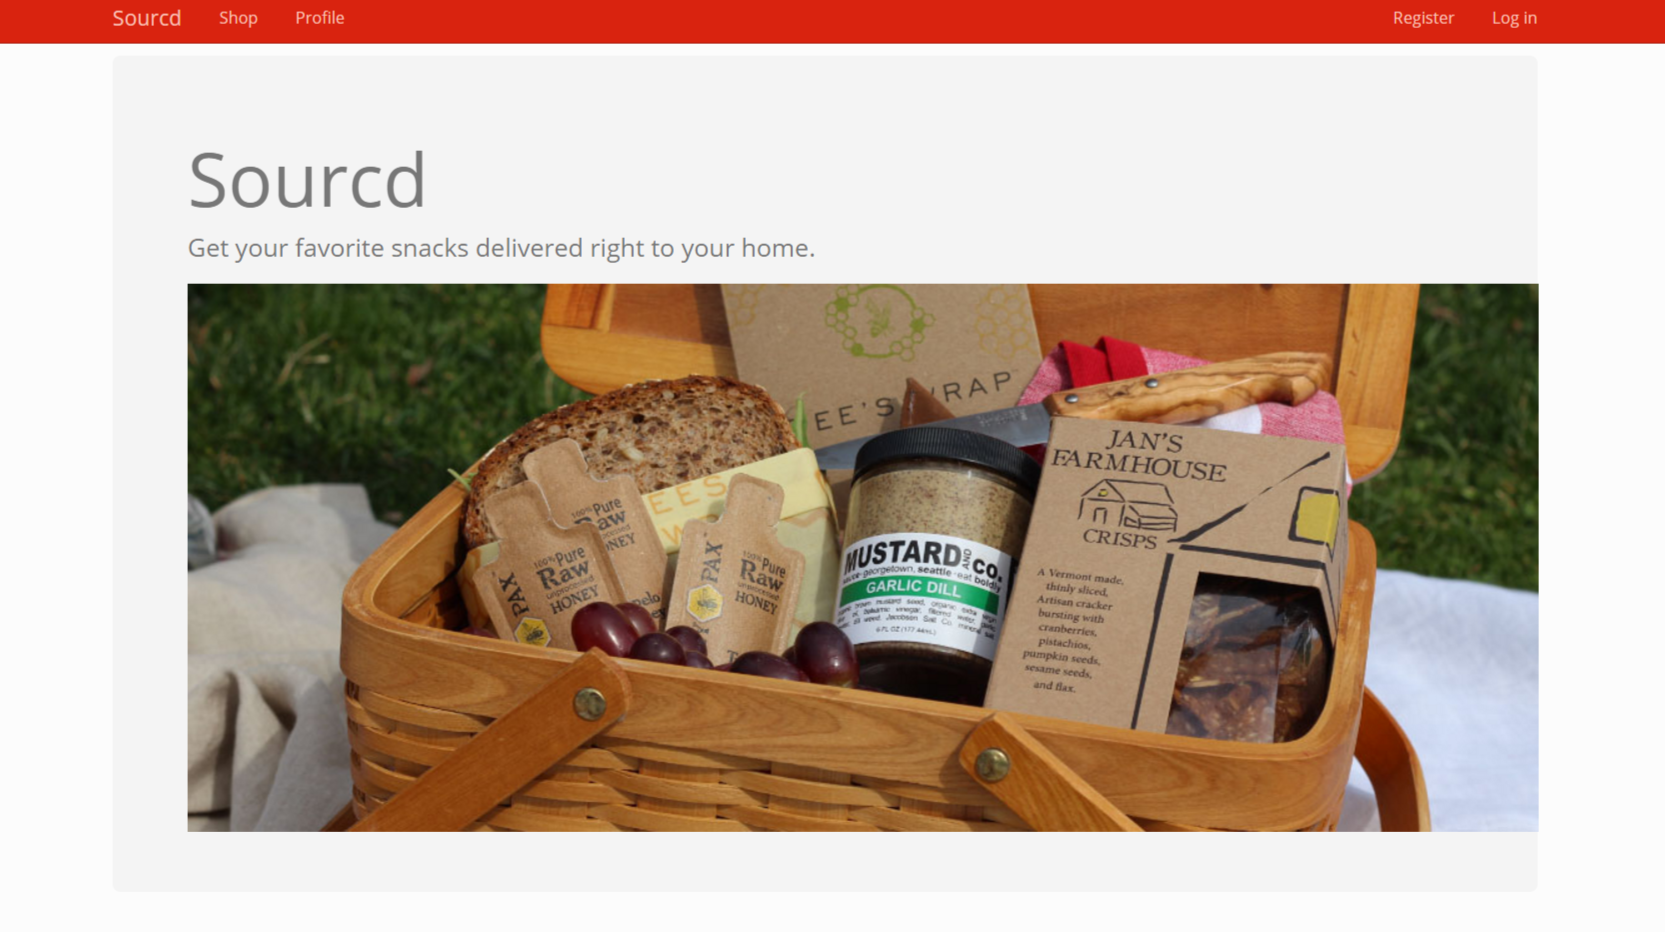 Sourcd Shop Profile Register Log in
Sourcd
Get your favorite snacks delivered right to your home.
EE'S WRAP
JAN'S
FARMHOUSE
CRISPS
A Vermont made,
thinly sliced,
Artisan cracker
bursting with
cranberries,
pistachios,
pumpkin seeds,
sesame seeds,
and flax.
EES
100% Pure
Raw
HONEY
PAX
100% Pure
Raw
unprocessed
HONEY
PAX
100% Pure
Raw
unprocessed
HONEY
MUSTARD AND CO.
georgetown, seattle · eat boldly
GARLIC DILL